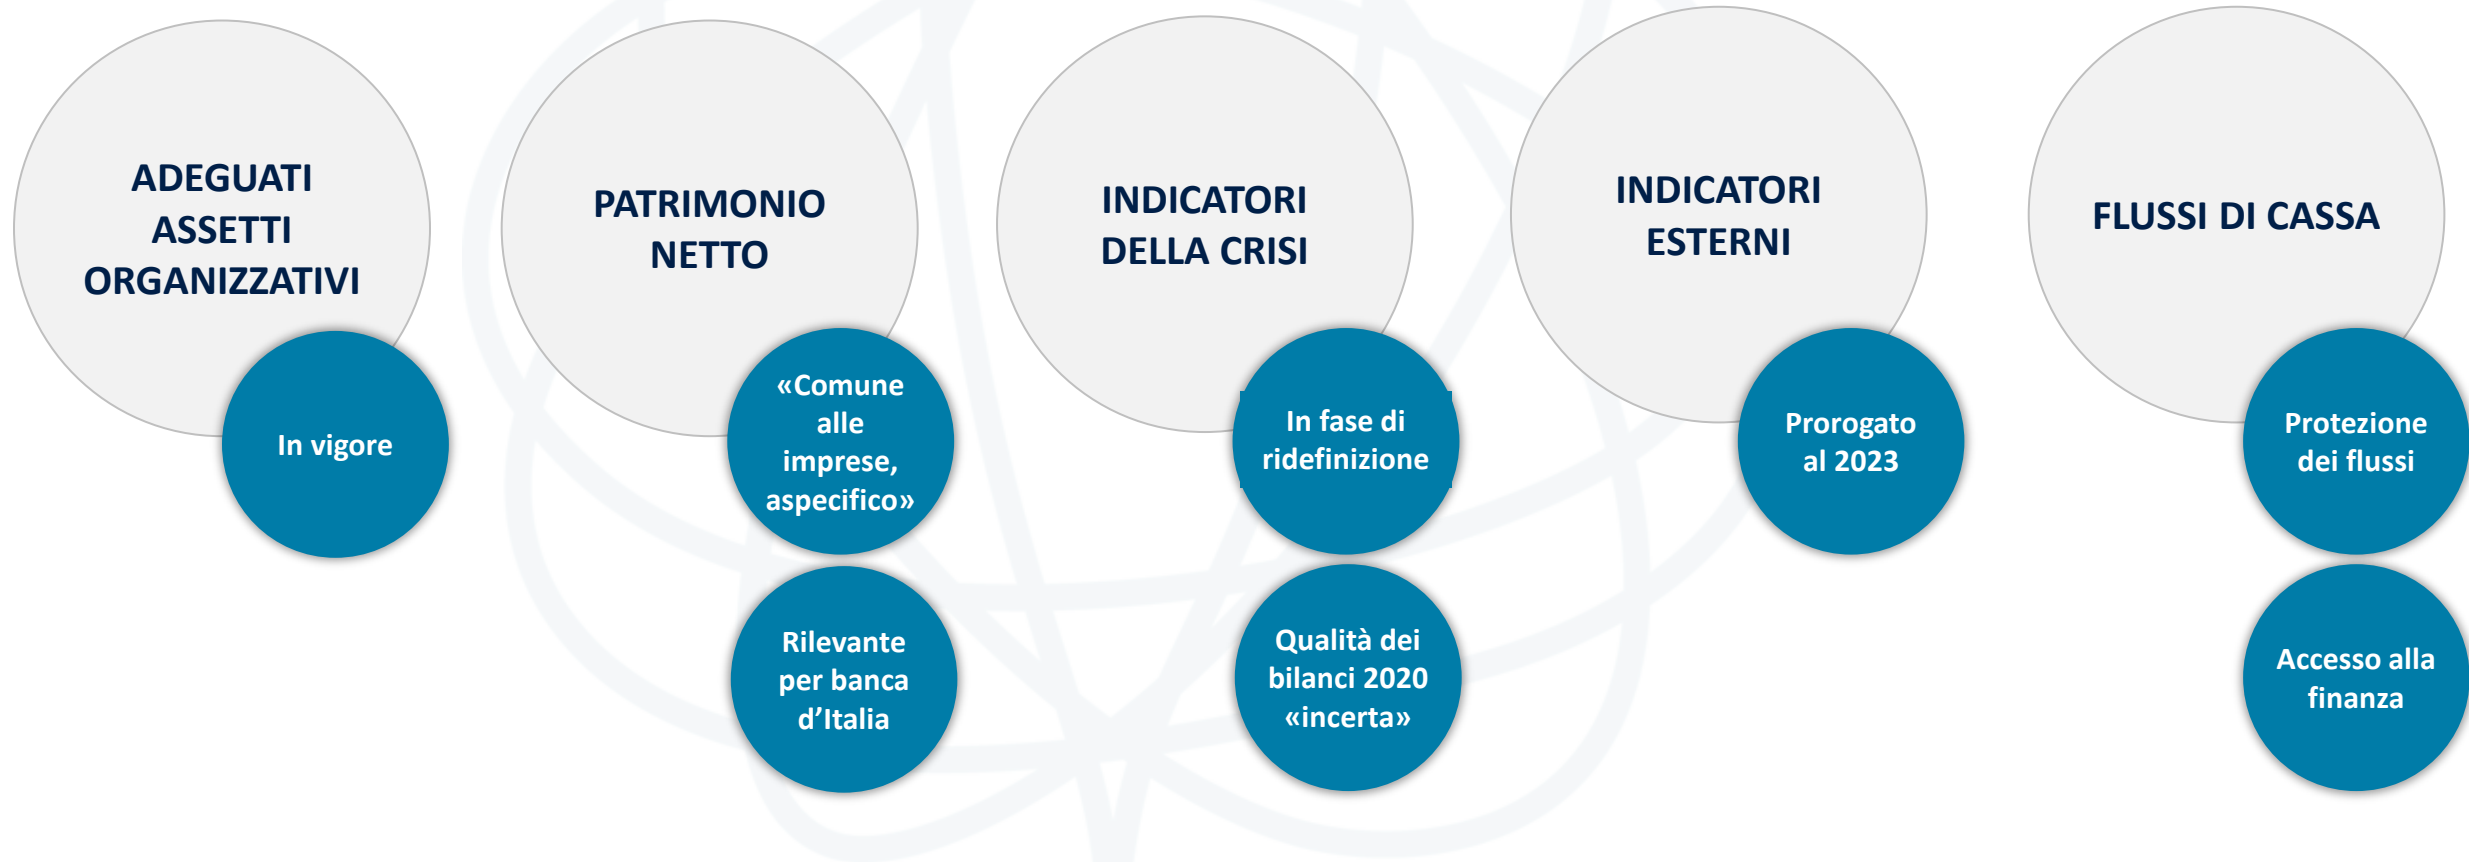 ADEGUATI
ASSETTI
ORGANIZZATIVI
In vigore
PATRIMONIO
NETTO
«Comune
alle
imprese,
aspecifico»
Rilevante
per banca
d’Italia
INDICATORI
DELLA CRISI
In fase di
ridefinizione
Qualità dei
bilanci 2020
«incerta»
INDICATORI
ESTERNI
Prorogato
al 2023
FLUSSI DI CASSA
Protezione
dei flussi
Accesso alla
finanza